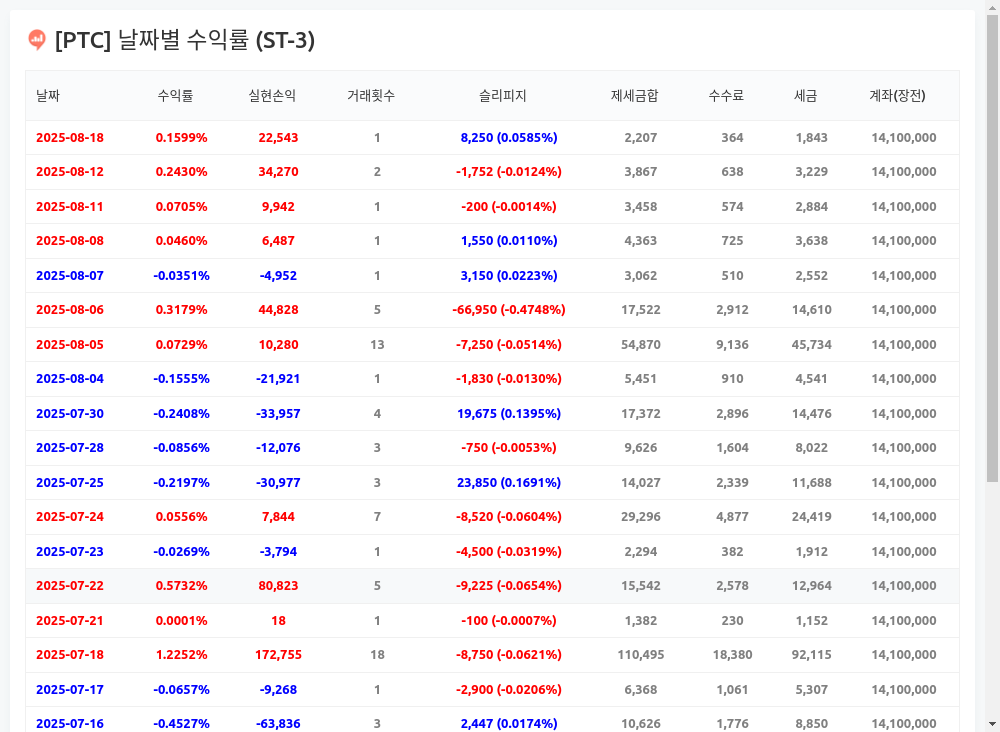 [PTC] 날짜별 수익률 (ST-3)
날짜 수익률 실현손익 거래횟수 슬리피지 제세금합 수수료 세금 계좌(장전)
2025-08-18 0.1599% 22,543 1 8,250 (0.0585%) 2,207 364 1,843 14,100,000
2025-08-12 0.2430% 34,270 2 -1,752 (-0.0124%) 3,867 638 3,229 14,100,000
2025-08-11 0.0705% 9,942 1 -200 (-0.0014%) 3,458 574 2,884 14,100,000
2025-08-08 0.0460% 6,487 1 1,550 (0.0110%) 4,363 725 3,638 14,100,000
2025-08-07 -0.0351% -4,952 1 3,150 (0.0223%) 3,062 510 2,552 14,100,000
2025-08-06 0.3179% 44,828 5 -66,950 (-0.4748%) 17,522 2,912 14,610 14,100,000
2025-08-05 0.0729% 10,280 13 -7,250 (-0.0514%) 54,870 9,136 45,734 14,100,000
2025-08-04 -0.1555% -21,921 1 -1,830 (-0.0130%) 5,451 910 4,541 14,100,000
2025-07-30 -0.2408% -33,957 4 19,675 (0.1395%) 17,372 2,896 14,476 14,100,000
2025-07-28 -0.0856% -12,076 3 -750 (-0.0053%) 9,626 1,604 8,022 14,100,000
2025-07-25 -0.2197% -30,977 3 23,850 (0.1691%) 14,027 2,339 11,688 14,100,000
2025-07-24 0.0556% 7,844 7 -8,520 (-0.0604%) 29,296 4,877 24,419 14,100,000
2025-07-23 -0.0269% -3,794 1 -4,500 (-0.0319%) 2,294 382 1,912 14,100,000
2025-07-22 0.5732% 80,823 5 -9,225 (-0.0654%) 15,542 2,578 12,964 14,100,000
2025-07-21 0.0001% 18 1 -100 (-0.0007%) 1,382 230 1,152 14,100,000
2025-07-18 1.2252% 172,755 18 -8,750 (-0.0621%) 110,495 18,380 92,115 14,100,000
2025-07-17 -0.0657% -9,268 1 -2,900 (-0.0206%) 6,368 1,061 5,307 14,100,000
2025-07-16 -0.4527% -63,836 3 2,447 (0.0174%) 10,626 1,776 8,850 14,100,000